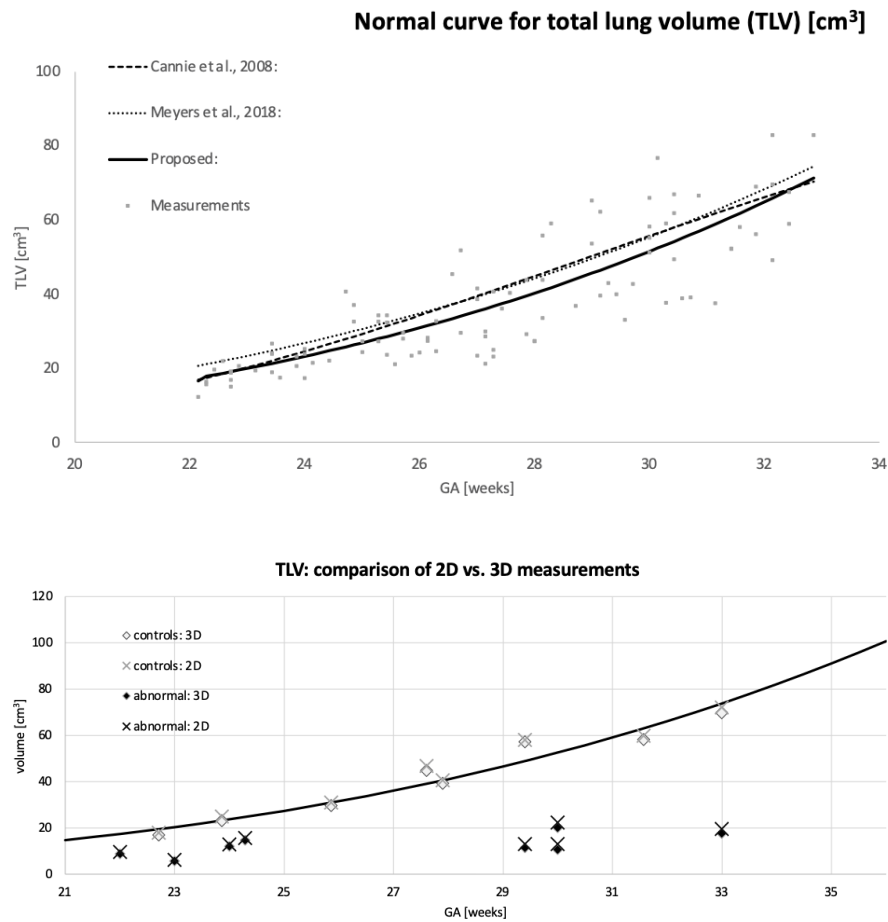 Normal curve for total lung volume (TLV) [cm³]
100
80
60
40
20
0
TLV [cm³]
Cannie et al., 2008:
Meyers et al., 2018:
Proposed:
Measurements
20 22 24 26 28 30 32 34
GA [weeks]
TLV: comparison of 2D vs. 3D measurements
120
100
80
60
40
20
0
volume [cm³]
controls: 3D
controls: 2D
abnormal: 3D
abnormal: 2D
21 23 25 27 29 31 33 35
GA [weeks]